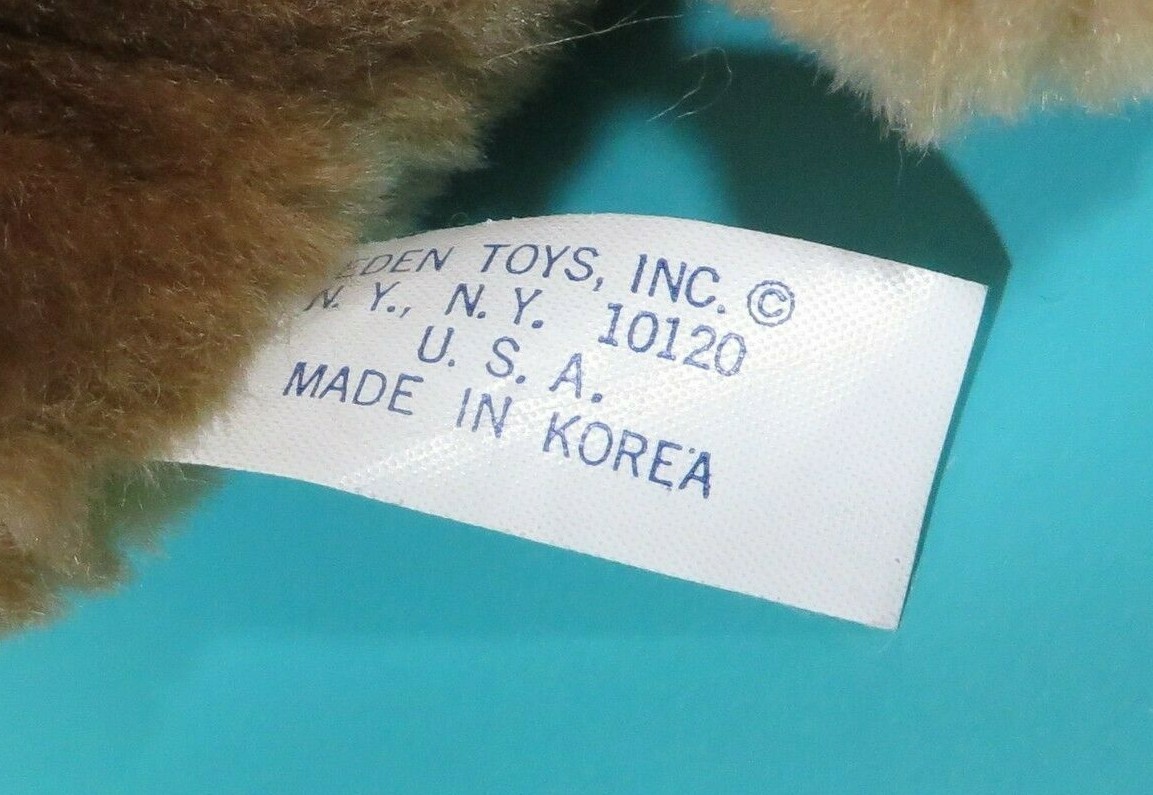 EDEN TOYS, INC. ©
N. Y., N. Y. 10120
U. S. A.
MADE IN KOREA